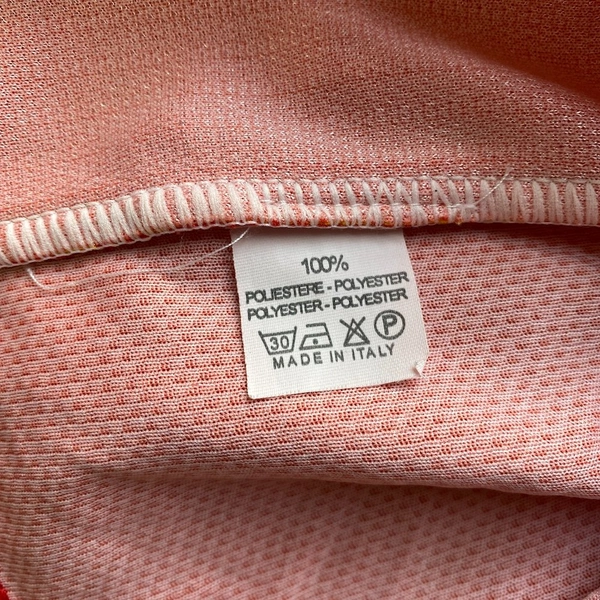 100%
POLIESTERE - POLYESTER
POLYESTER - POLYESTER
30 P
MADE IN ITALY